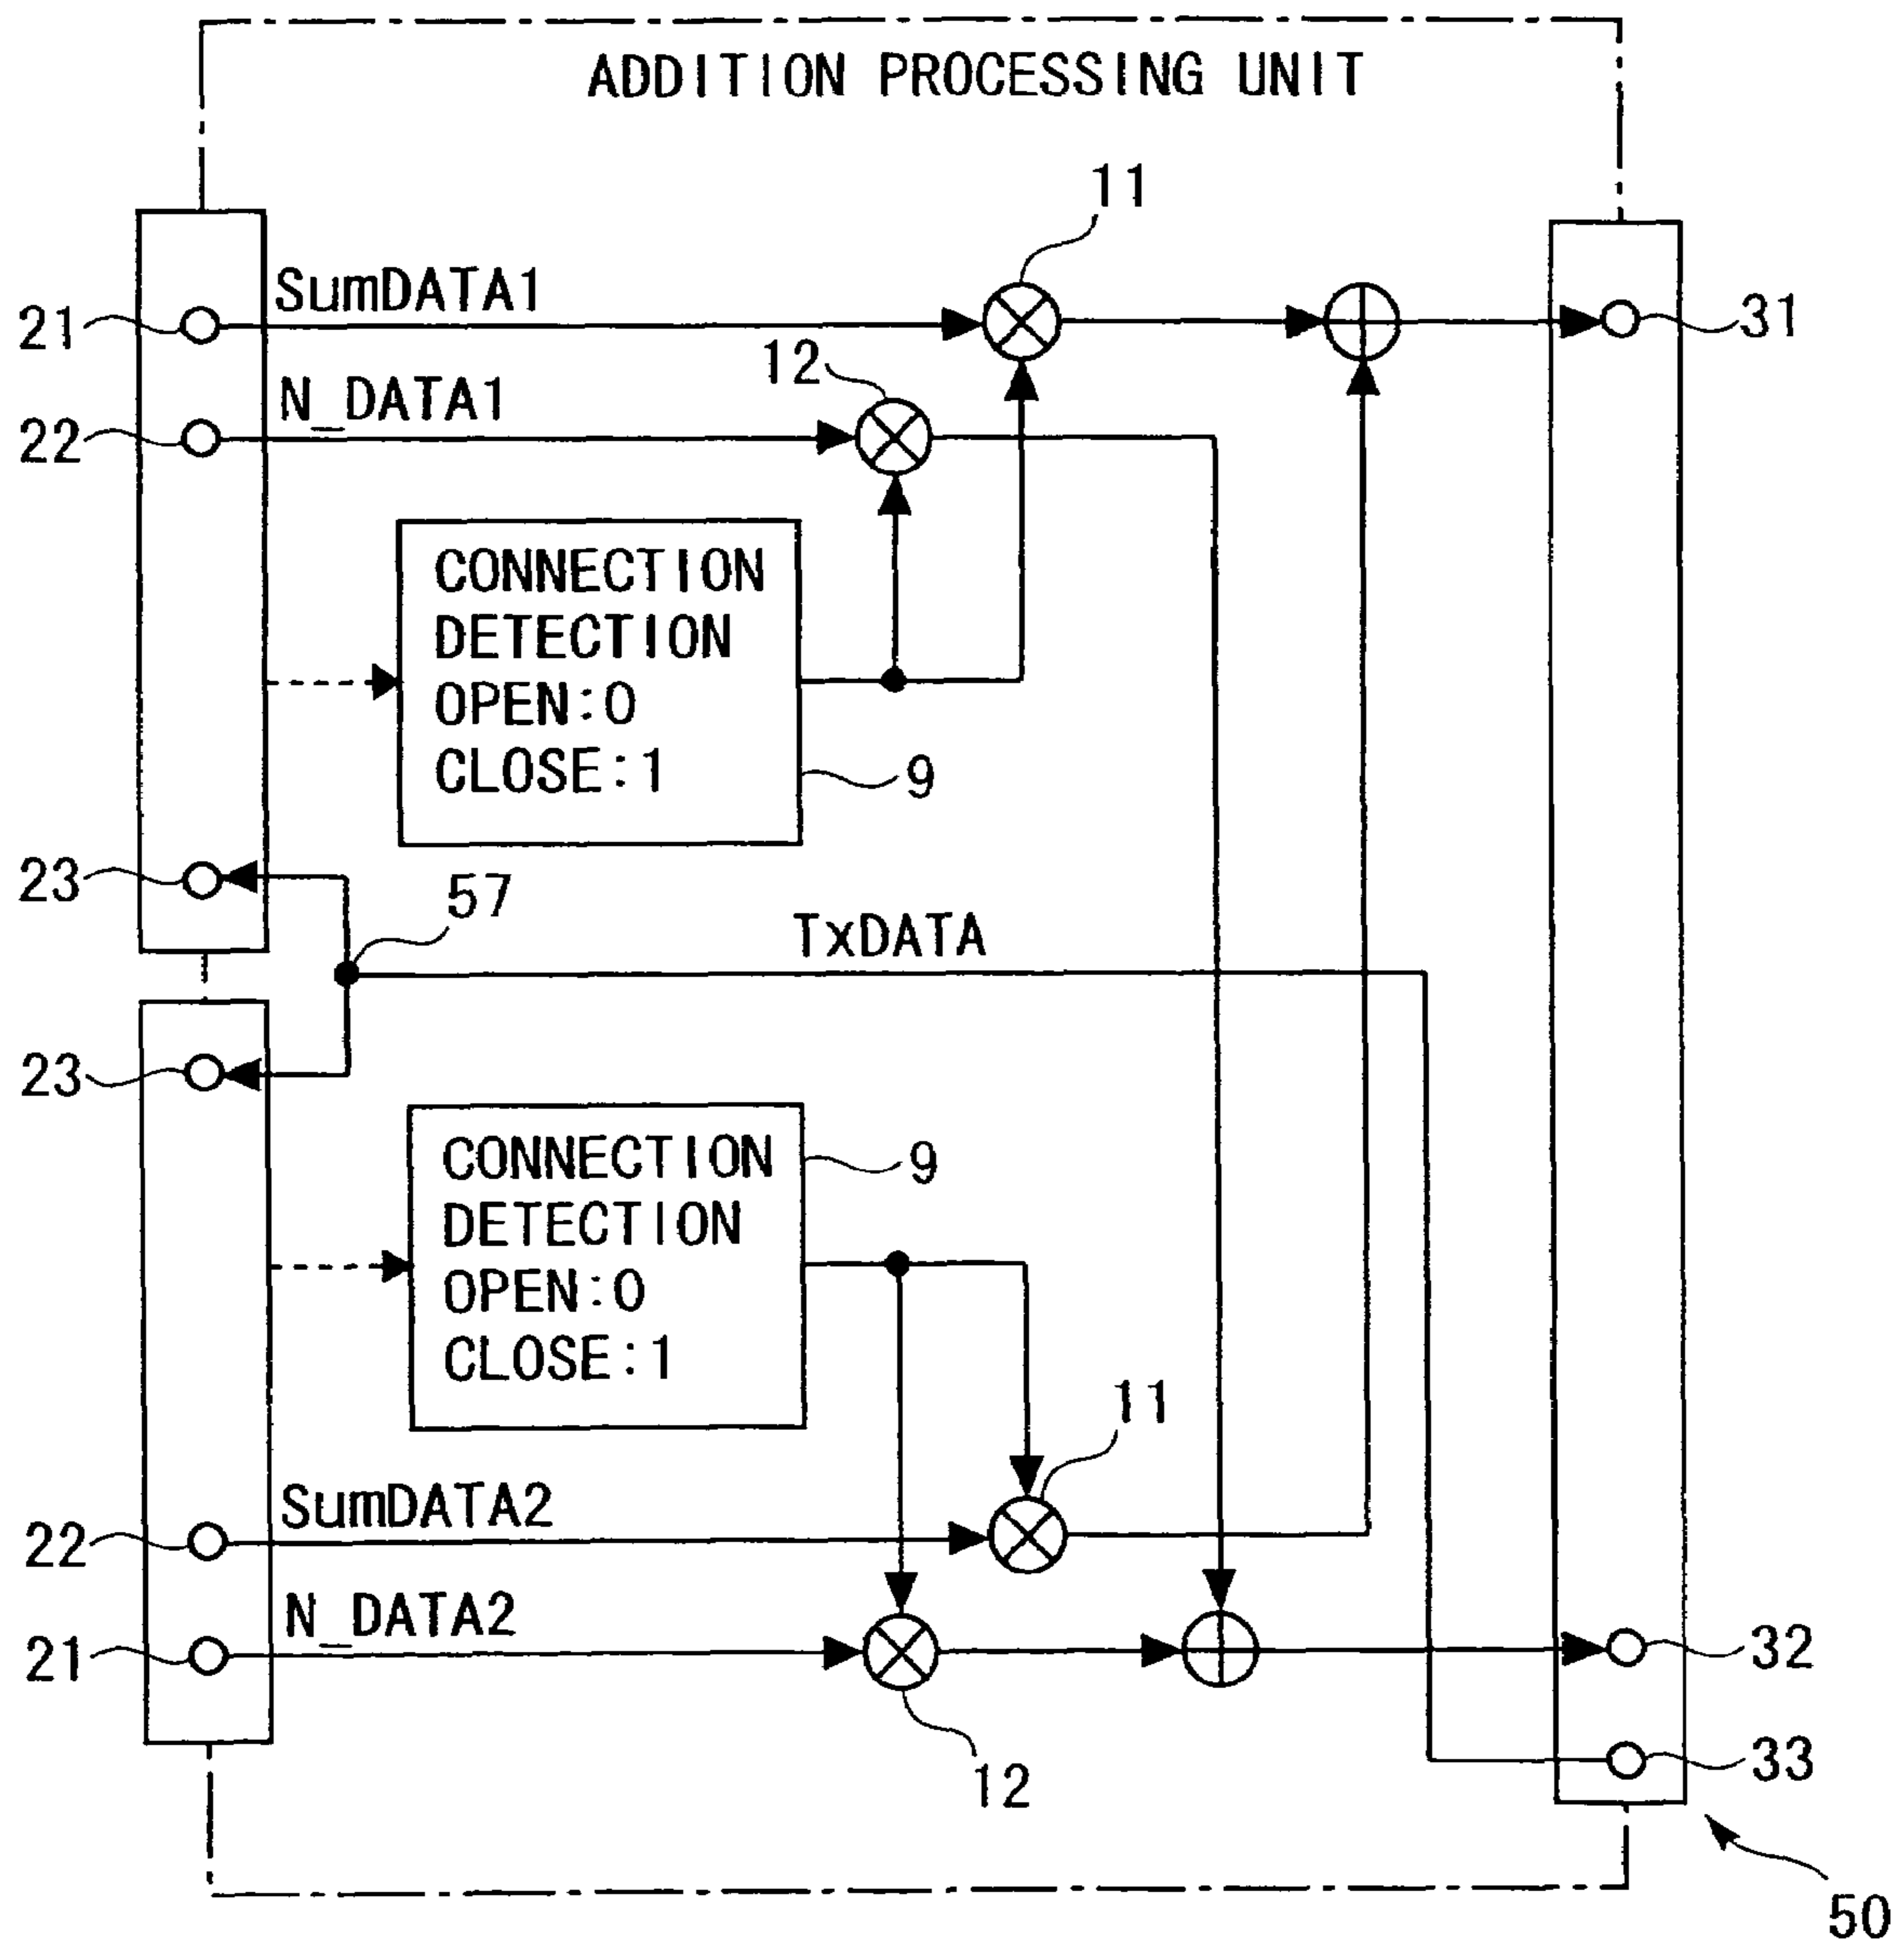 ADDITION PROCESSING UNIT
11
SumDATA1
21
31
12
N_DATA1
22
CONNECTION
DETECTION
OPEN:0
CLOSE:1
9
23
57
TxDATA
23
CONNECTION
DETECTION
OPEN:0
CLOSE:1
9
11
SumDATA2
22
N_DATA2
21
32
12
33
50